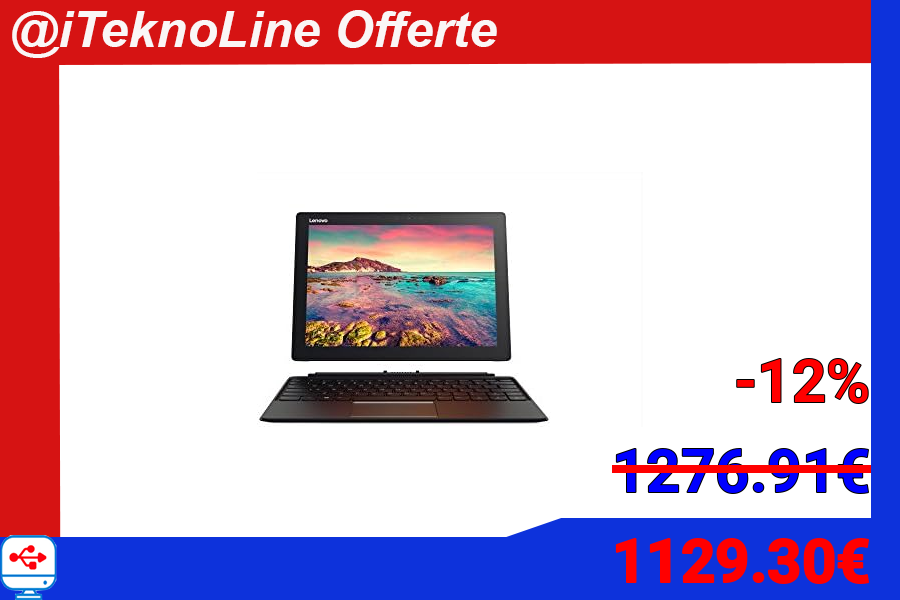 @iTeknoLine Offerte
Lenovo
-12%
1276.91€
1129.30€